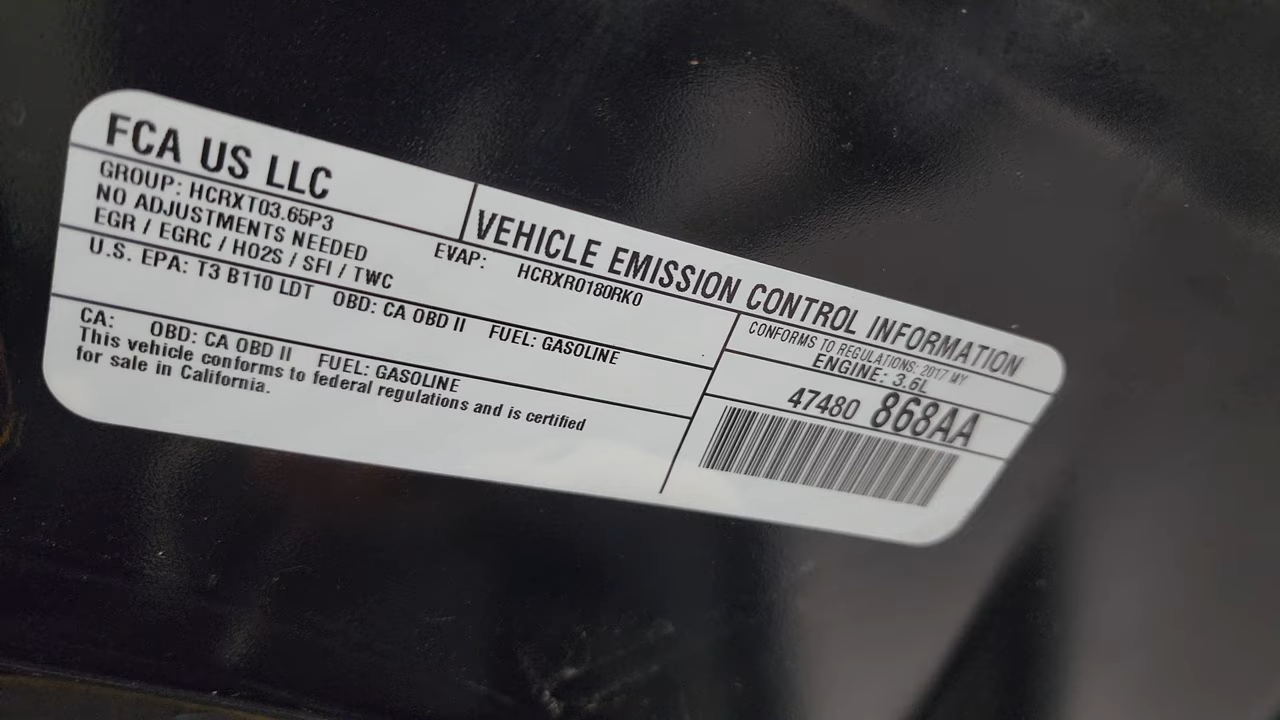 FCA US LLC
VEHICLE EMISSION CONTROL INFORMATION
GROUP: HCRXT03.65P3
EVAP: HCRXR0180RK0
NO ADJUSTMENTS NEEDED
EGR / EGRC / HO2S / SFI / TWC
U.S. EPA: T3 B110 LDT OBD: CA OBD II FUEL: GASOLINE
CA: OBD: CA OBD II FUEL: GASOLINE
This vehicle conforms to federal regulations and is certified
for sale in California.
CONFORMS TO REGULATIONS: 2017 MY
ENGINE: 3.6L
47480 868AA